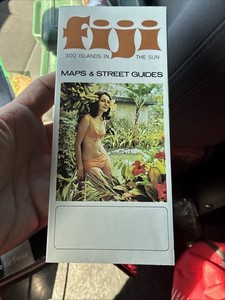 fiji
300 ISLANDS IN THE SUN
MAPS & STREET GUIDES